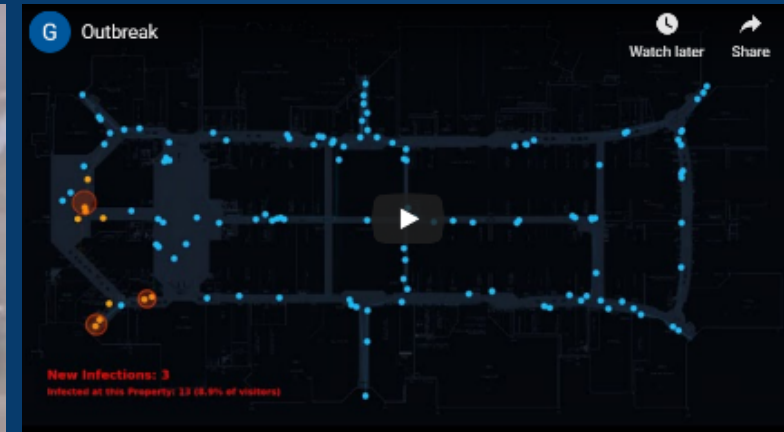 G Outbreak
Watch later Share
New Infections: 3
Infected at this Property: 13 (8.9% of visitors)